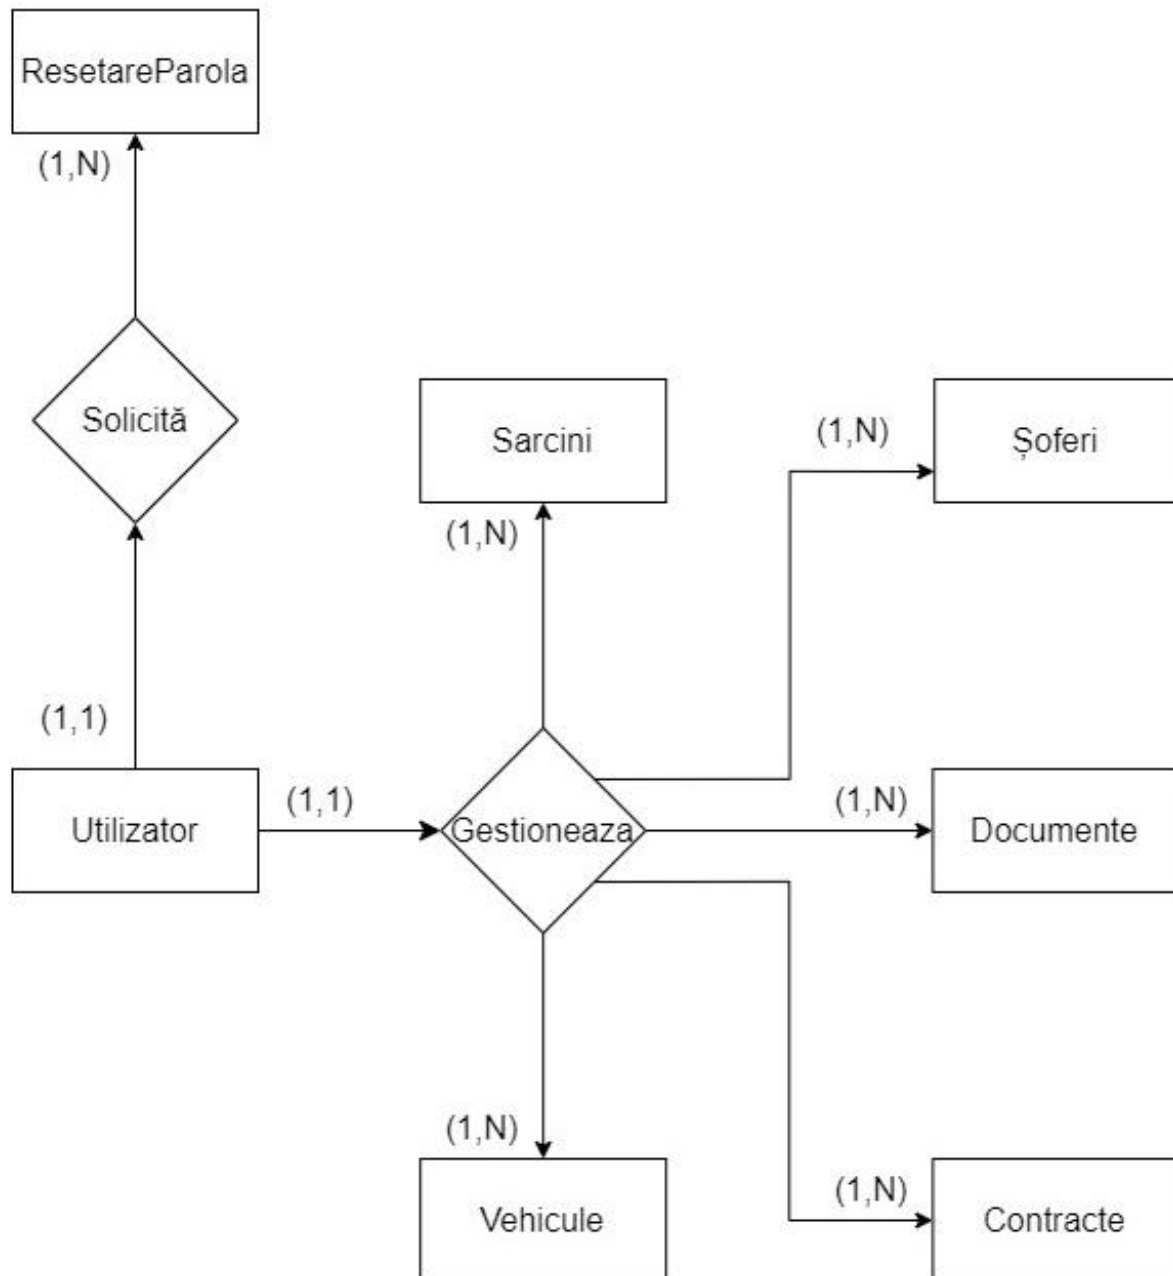 ResetareParola
(1,N)
Solicită
Sarcini
(1,N)
Șoferi
(1,N)
(1,1)
Utilizator
(1,1)
Gestioneaza
(1,N)
Documente
(1,N)
Vehicule
(1,N)
Contracte